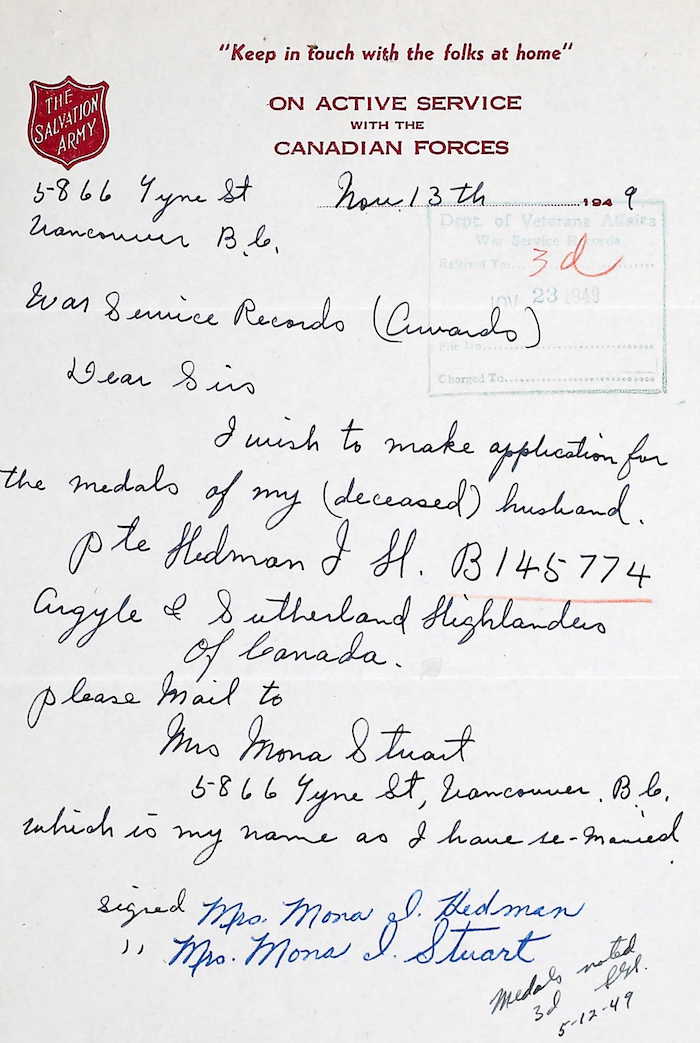 "Keep in touch with the folks at home"
THE
SALVATION
ARMY
ON ACTIVE SERVICE
WITH THE
CANADIAN FORCES
5866 Tyne St
Nov. 13th 1949
Vancouver B.C.
Dept. of Veterans Affairs
War Service Records
Referred To... 3d
NOV 23 1949
File No.
Charged To
War Service Records (Awards)
Dear Sirs
I wish to make application for
the medals of my (deceased) husband.
Pte Hedman J H. B145774
Argyle & Sutherland Highlanders
Of Canada.
please Mail to
Mrs Mona Stuart
5866 Tyne St, Vancouver. B.C.
which is my name as I have re-Married
signed Mrs. Mona I. Hedman
" Mrs. Mona I. Stuart
Medals noted
3d
5-12-49